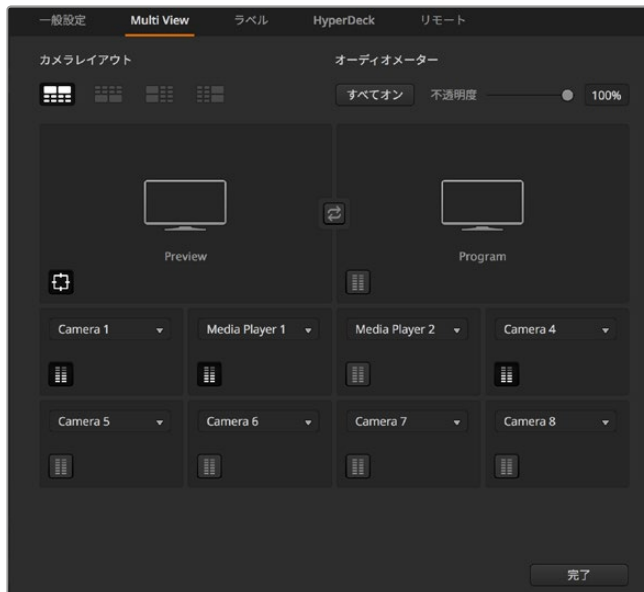 一般設定 Multi View ラベル HyperDeck リモート
カメラレイアウト オーディオメーター
すべてオン 不透明度 100%
Preview Program
Camera 1 Media Player 1 Media Player 2 Camera 4
Camera 5 Camera 6 Camera 7 Camera 8
完了